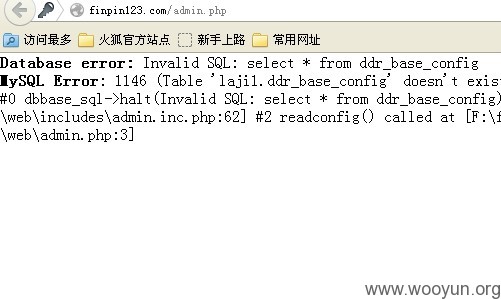 finpin123.com/admin.php
访问最多 火狐官方站点 新手上路 常用网址
Database error: Invalid SQL: select * from ddr_base_config
MySQL Error: 1146 (Table 'laji1.ddr_base_config' doesn't exist
#0 dbbase_sql->halt(Invalid SQL: select * from ddr_base_config)
\web\includes\admin.inc.php:62] #2 readconfig() called at [F:\f
\web\admin.php:3]
www.wooyun.org